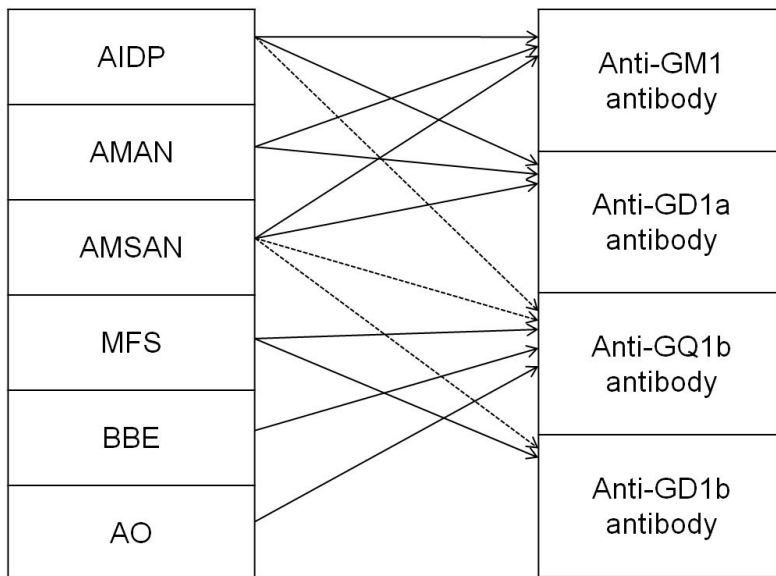 AIDP
AMAN
AMSAN
MFS
BBE
AO
Anti-GM1
antibody
Anti-GD1a
antibody
Anti-GQ1b
antibody
Anti-GD1b
antibody